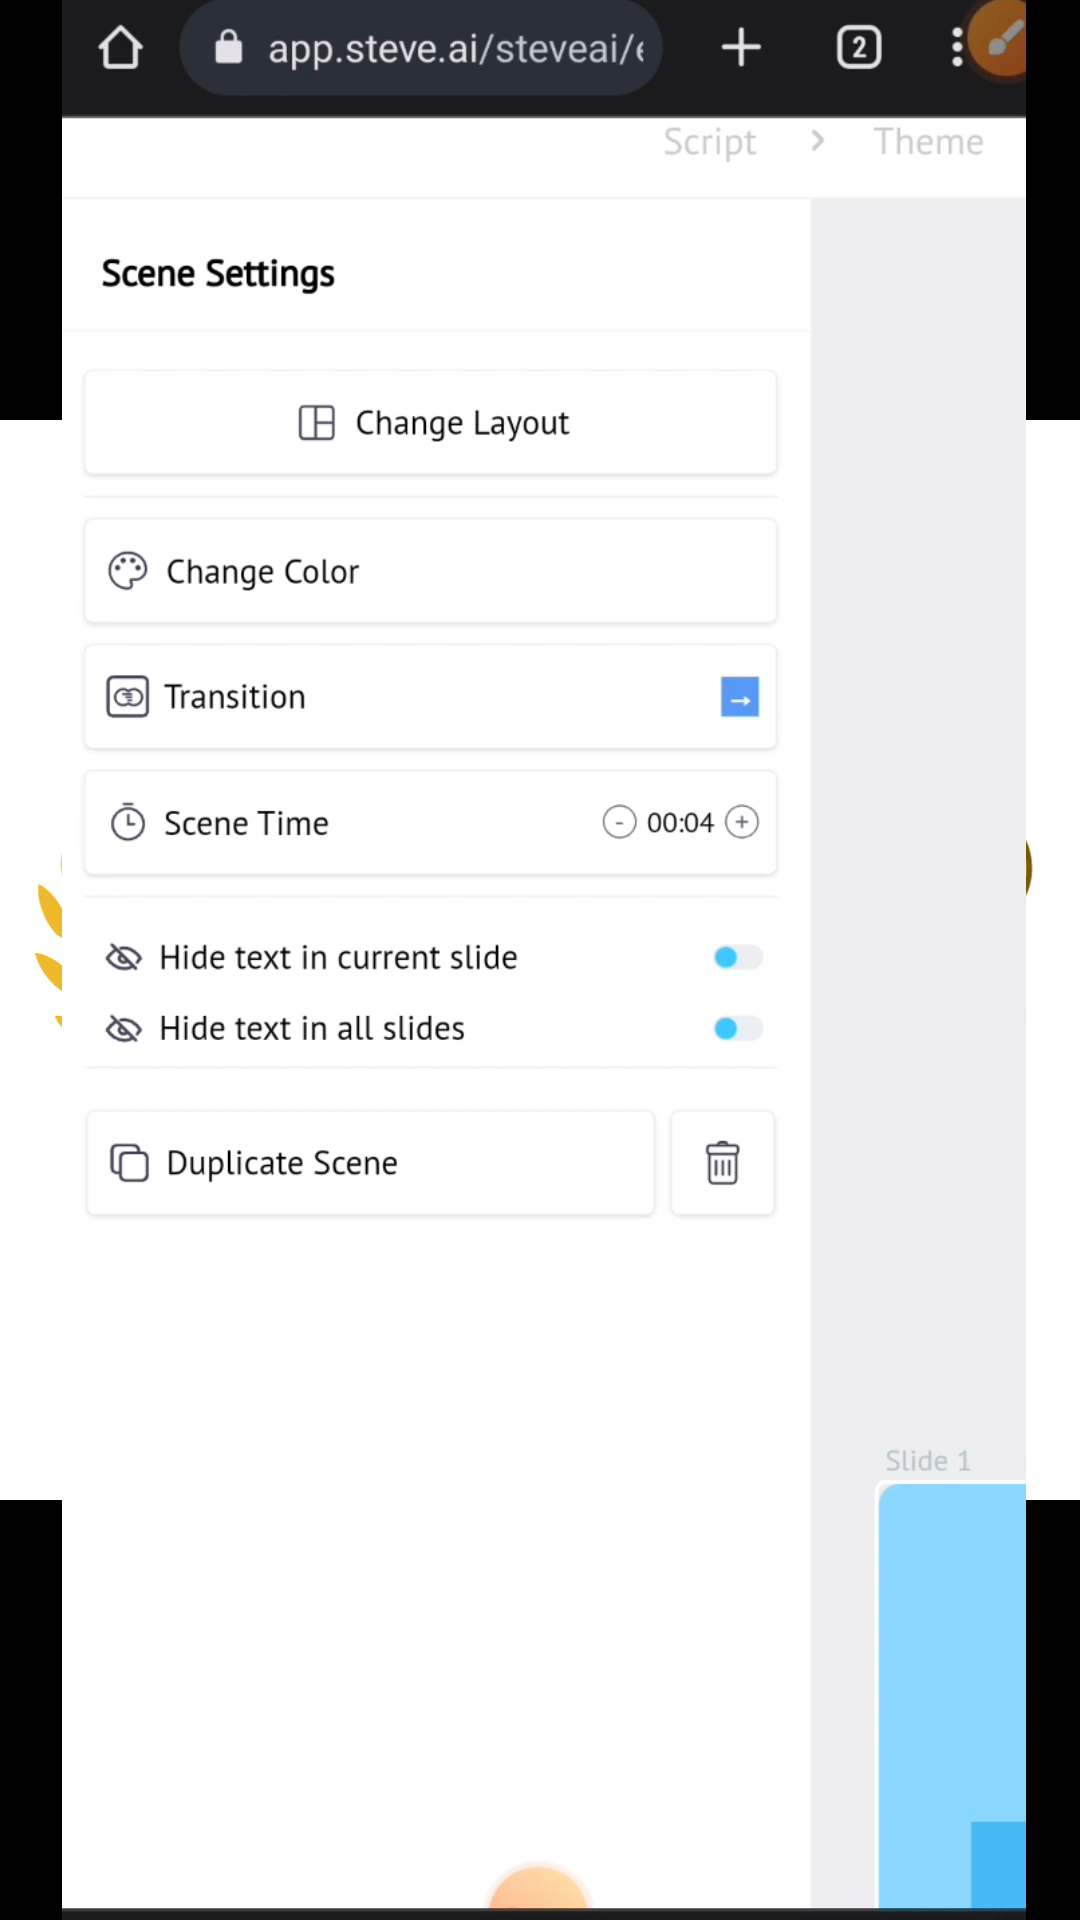 app.steve.ai/steveai/
2
Script > Theme
Scene Settings
Change Layout
Change Color
Transition
Scene Time - 00:04 +
Hide text in current slide
Hide text in all slides
Duplicate Scene
Slide 1